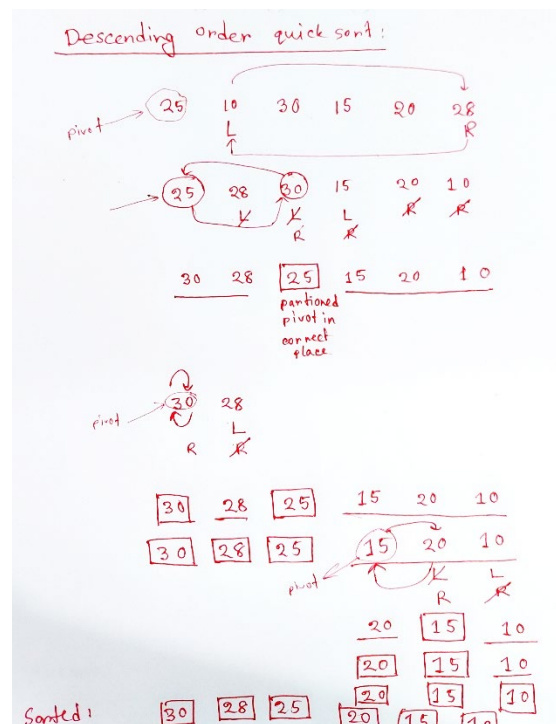 Descending order quick sort:
25 10 30 15 20 28
pivot
L R
25 28 30 15 20 10
L L L R R
R R
30 28 25 15 20 10
partioned
pivot in
correct
place
30 28
pivot
L
R R
30 28 25 15 20 10
30 28 25 15 20 10
pivot
L L
R R
20 15 10
20 15 10
20 15 10
Sorted: 30 28 25 20 15 10